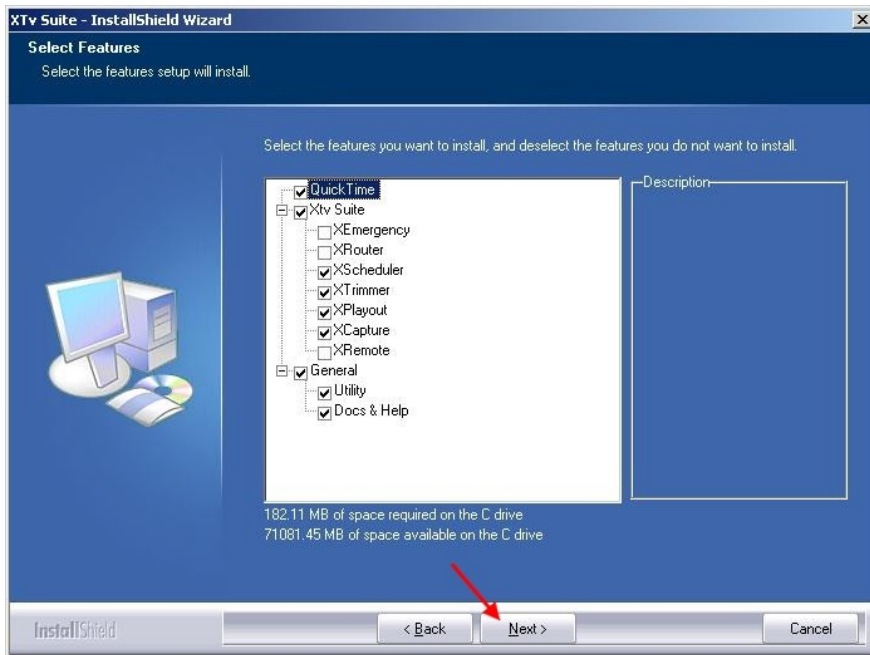 XTv Suite - InstallShield Wizard
Select Features
Select the features setup will install.
Select the features you want to install, and deselect the features you do not want to install.
QuickTime
Xtv Suite
XEmergency
XRouter
XScheduler
XTrimmer
XPlayout
XCapture
XRemote
General
Utility
Docs & Help
Description
182.11 MB of space required on the C drive
71081.45 MB of space available on the C drive
InstallShield
< Back
Next >
Cancel